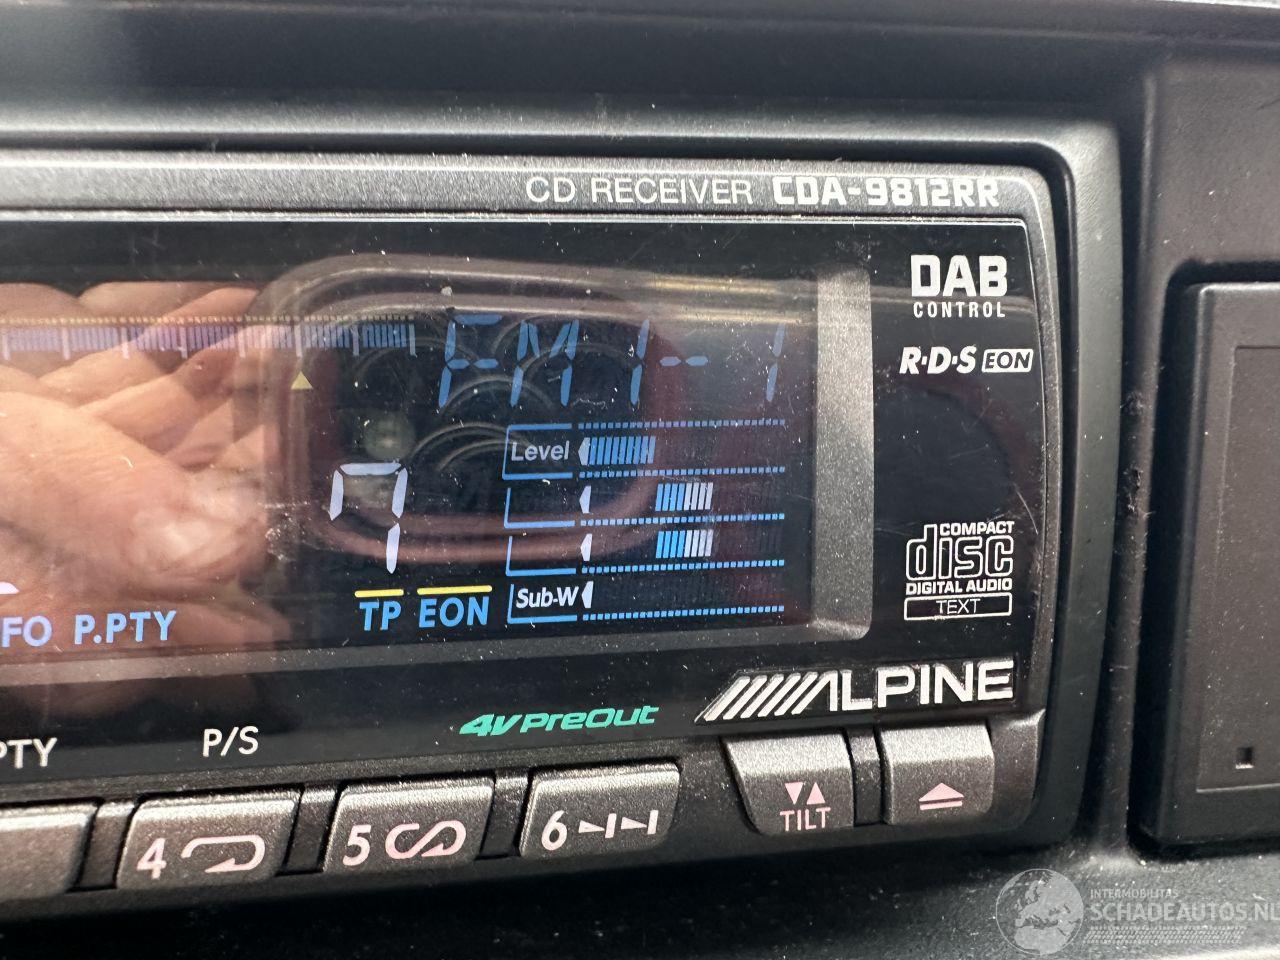 CD RECEIVER CDA-9812RR
DAB
CONTROL
FM1-1
R·D·S EON
Level
7
COMPACT
disc
DIGITAL AUDIO
TEXT
Sub-W
FO P.PTY TP EON
ALPINE
4V PreOut
PTY P/S
4 5 6
TILT
INTERMOBILITAS
SCHADEAUTOS.NL